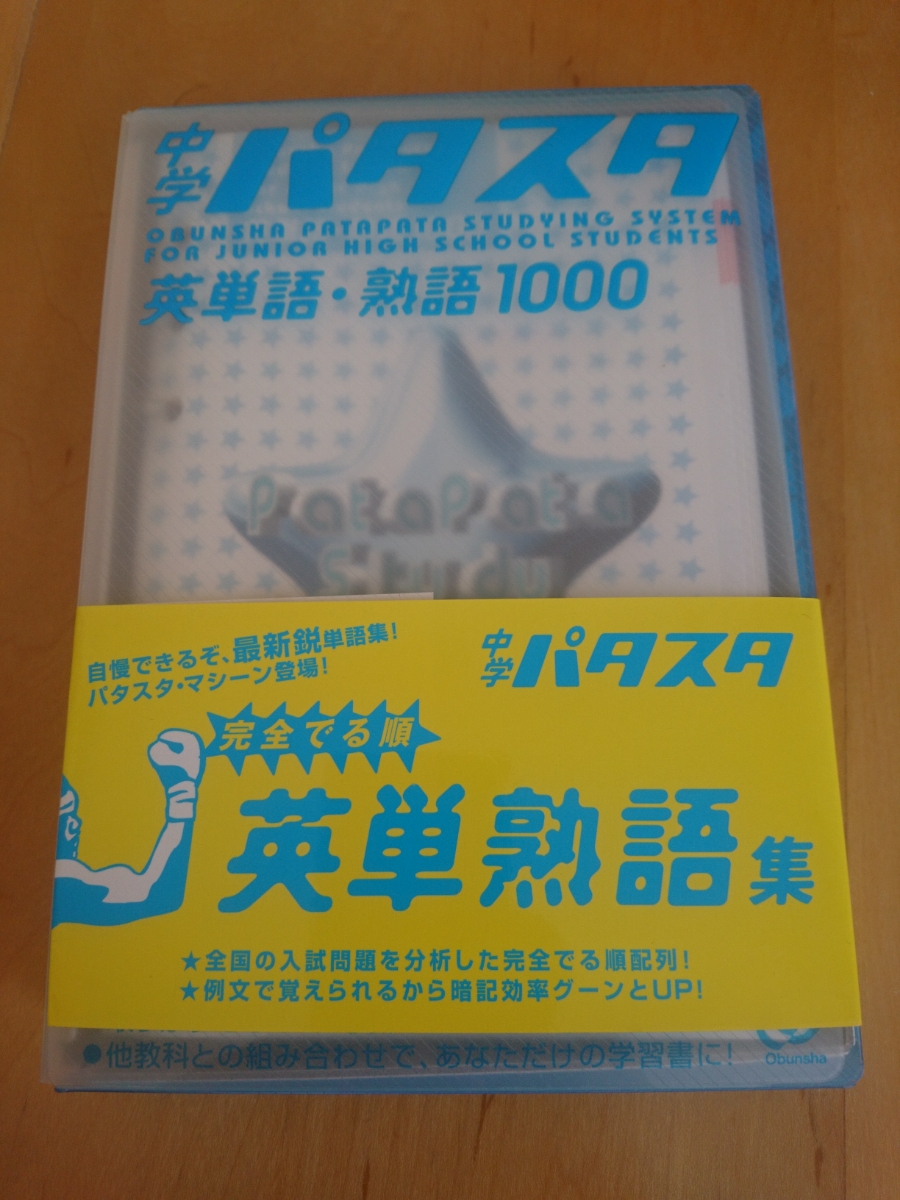 中学パタスタ
OBUNSHA PATAPATA STUDYING SYSTEM
FOR JUNIOR HIGH SCHOOL STUDENTS
英単語・熟語1000
PataPata
Study
自慢できるぞ、最新鋭単語集!
パタスタ・マシーン登場!
中学パタスタ
完全でる順
英単熟語集
★全国の入試問題を分析した完全でる順配列!
★例文で覚えられるから暗記効率グーンとUP!
●他教科との組み合わせで、あなただけの学習書に!
Obunsha